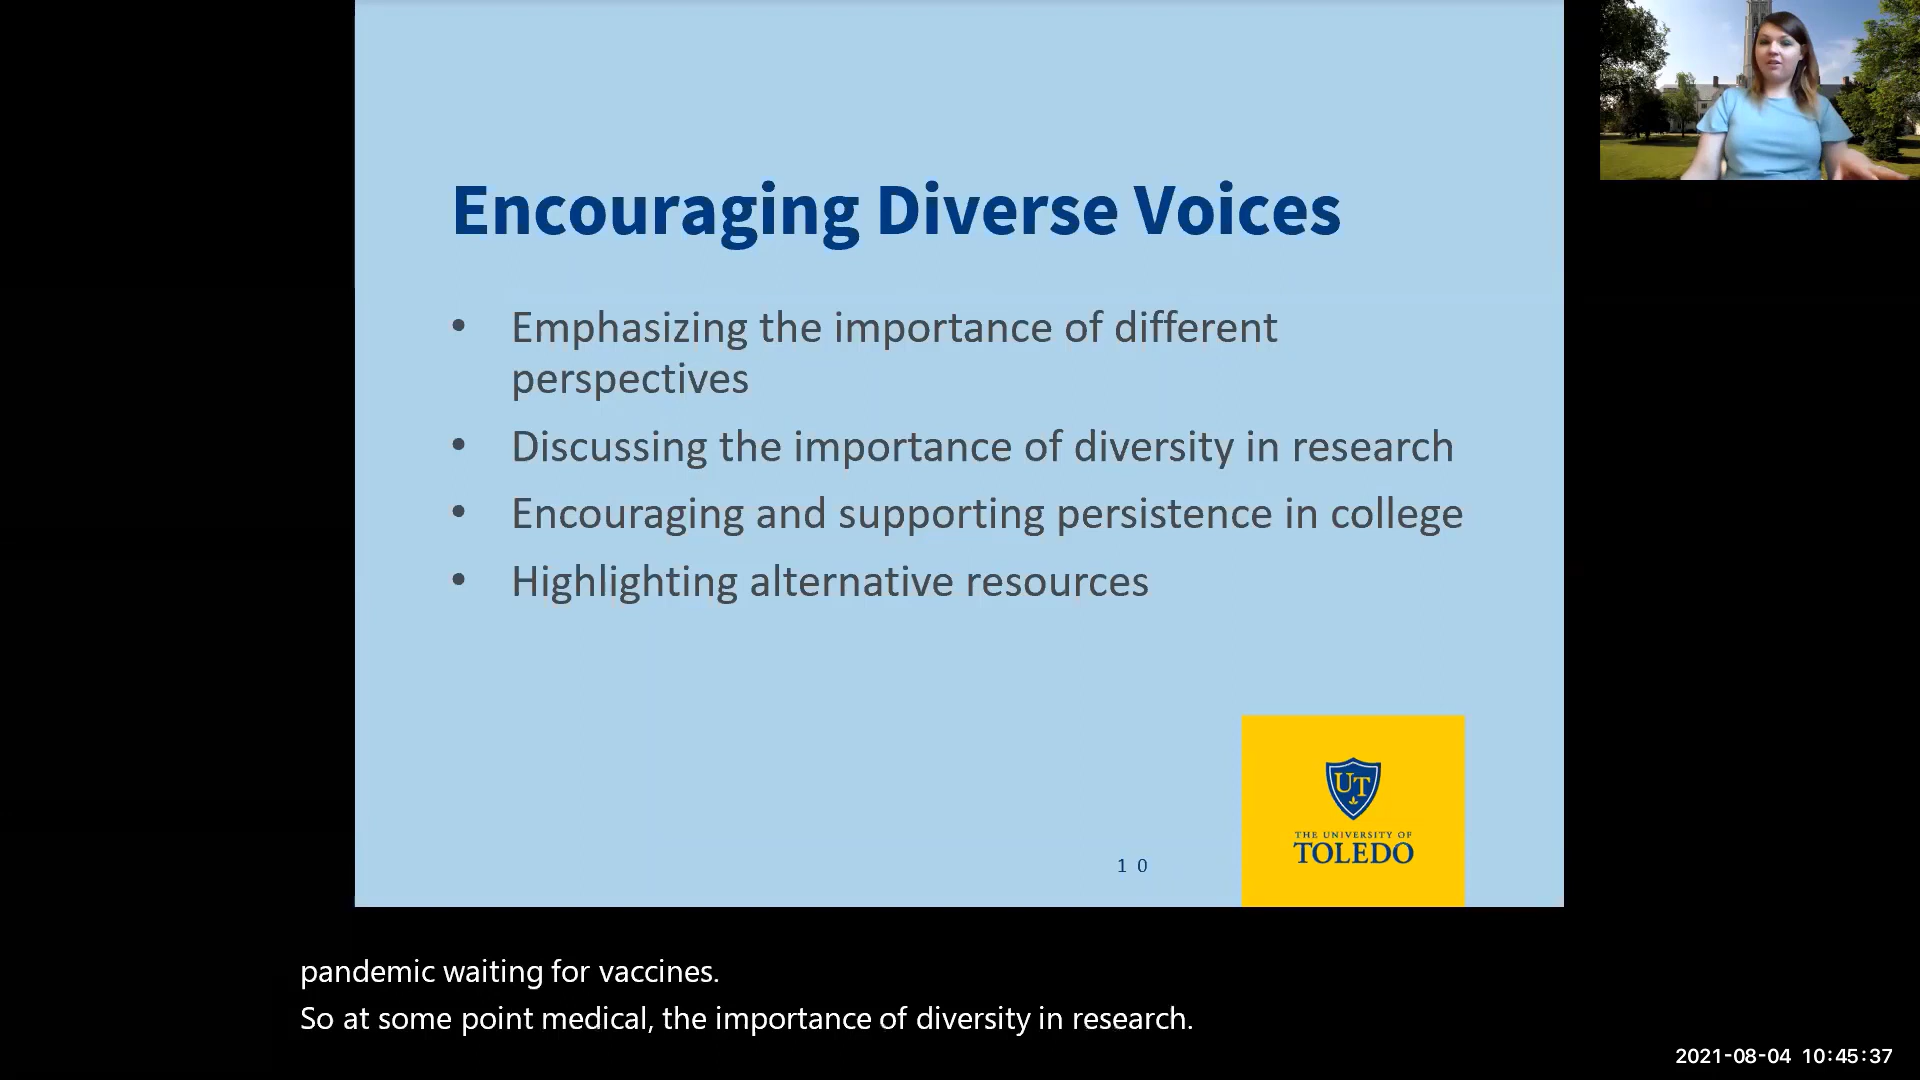 Encouraging Diverse Voices
• Emphasizing the importance of different
perspectives
• Discussing the importance of diversity in research
• Encouraging and supporting persistence in college
• Highlighting alternative resources
UT
THE UNIVERSITY OF
TOLEDO
10
pandemic waiting for vaccines.
So at some point medical, the importance of diversity in research.
2021-08-04 10:45:37